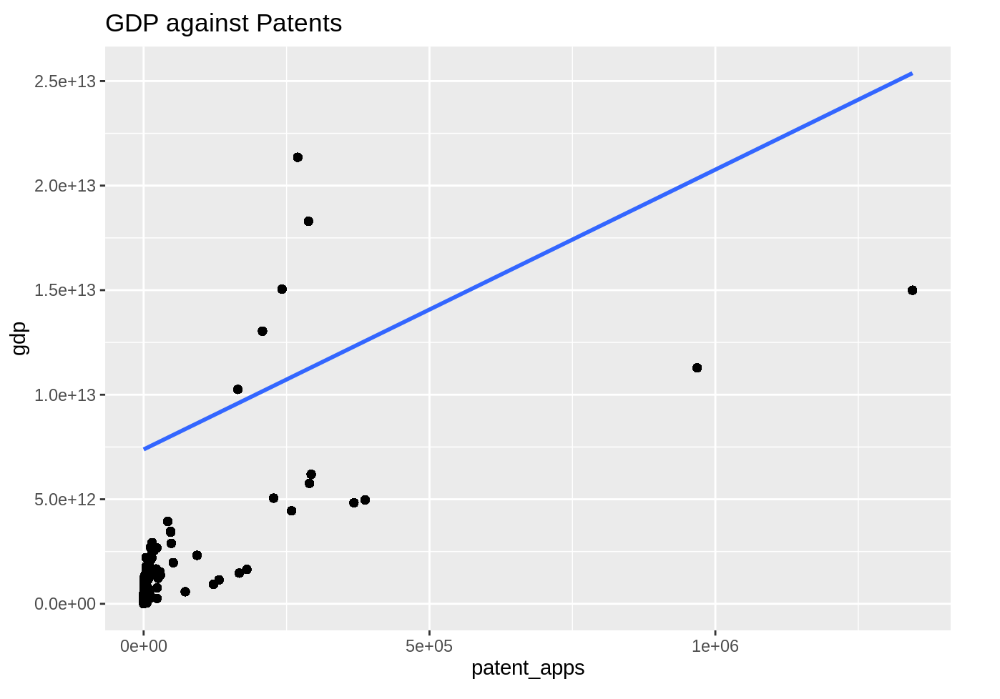 GDP against Patents
2.5e+13
2.0e+13
1.5e+13
1.0e+13
5.0e+12
0.0e+00
gdp
0e+00 5e+05 1e+06
patent_apps